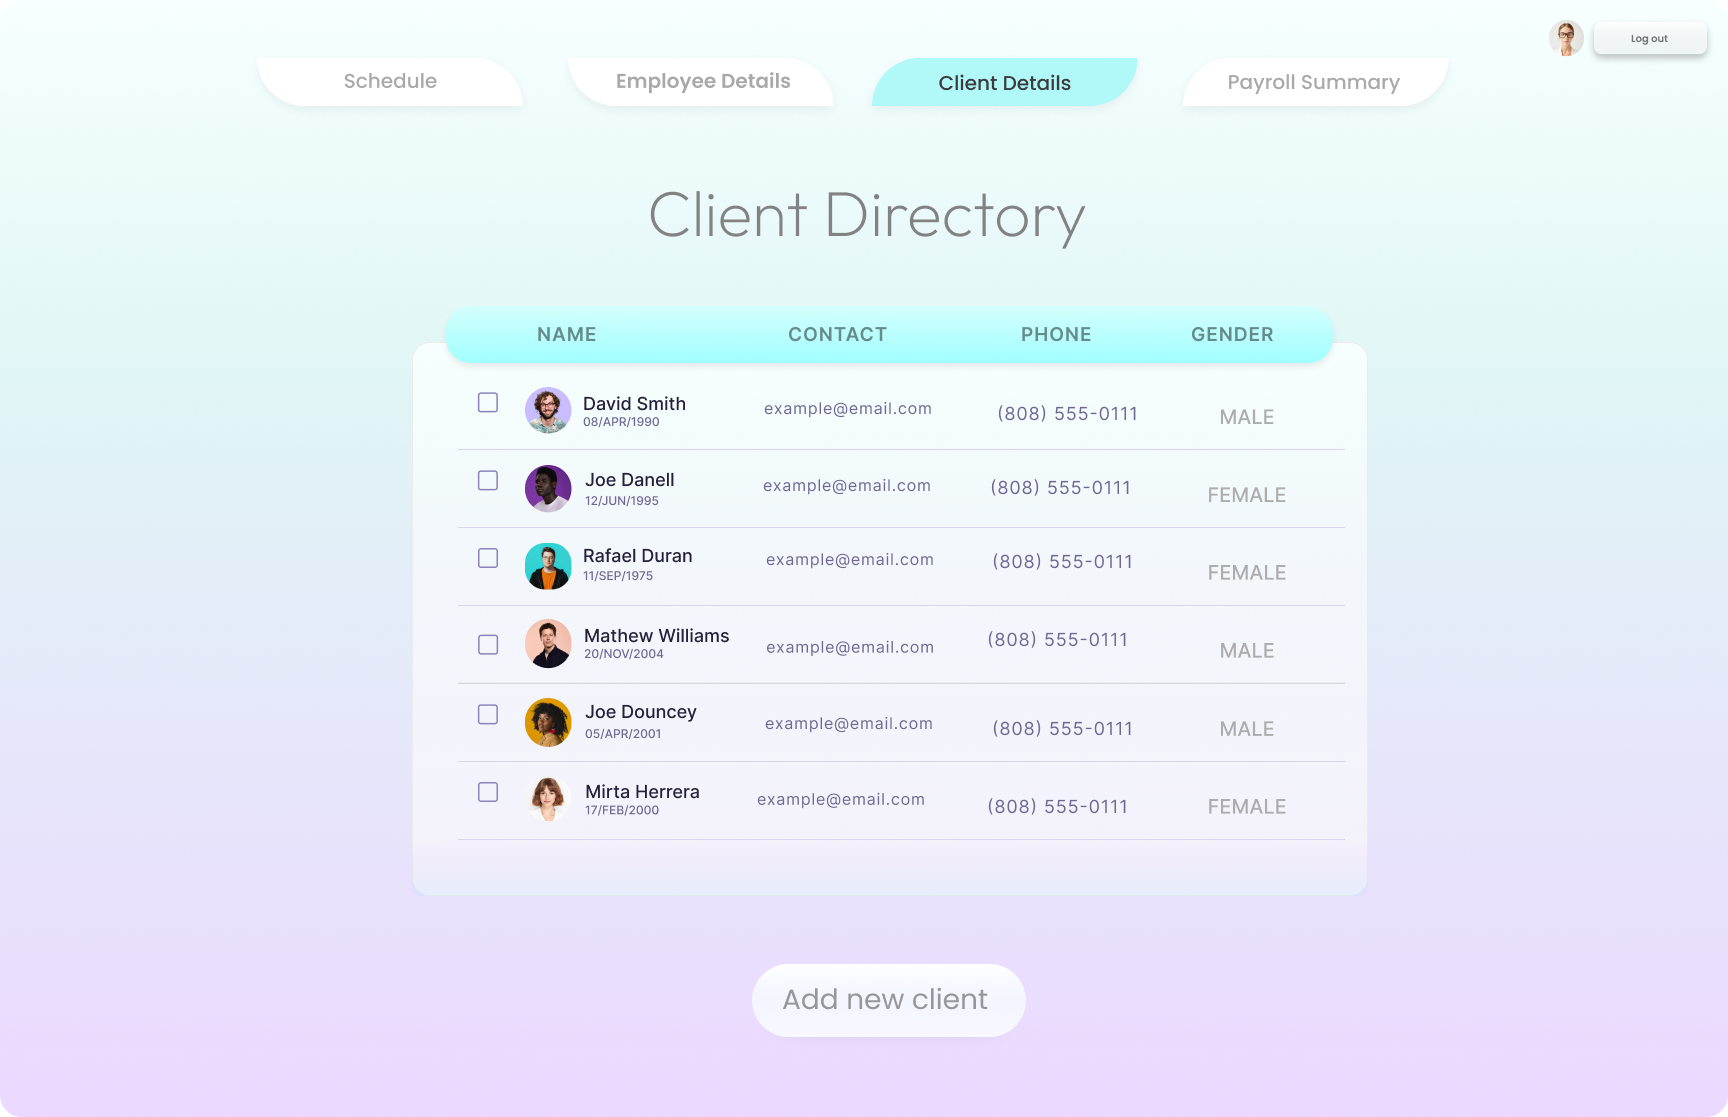 Log out
Schedule
Employee Details
Client Details
Payroll Summary
Client Directory
NAME CONTACT PHONE GENDER
David Smith example@email.com (808) 555-0111 MALE
08/APR/1990
Joe Danell example@email.com (808) 555-0111 FEMALE
12/JUN/1995
Rafael Duran example@email.com (808) 555-0111 FEMALE
11/SEP/1975
Mathew Williams example@email.com (808) 555-0111 MALE
20/NOV/2004
Joe Douncey example@email.com (808) 555-0111 MALE
05/APR/2001
Mirta Herrera example@email.com (808) 555-0111 FEMALE
17/FEB/2000
Add new client